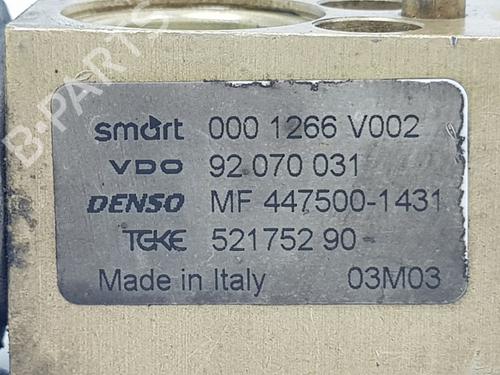 B-PARTS
smart 000 1266 V002
VDO 92 070 031
DENSO MF 447500-1431
TCKE 521752 90
Made in Italy 03M03